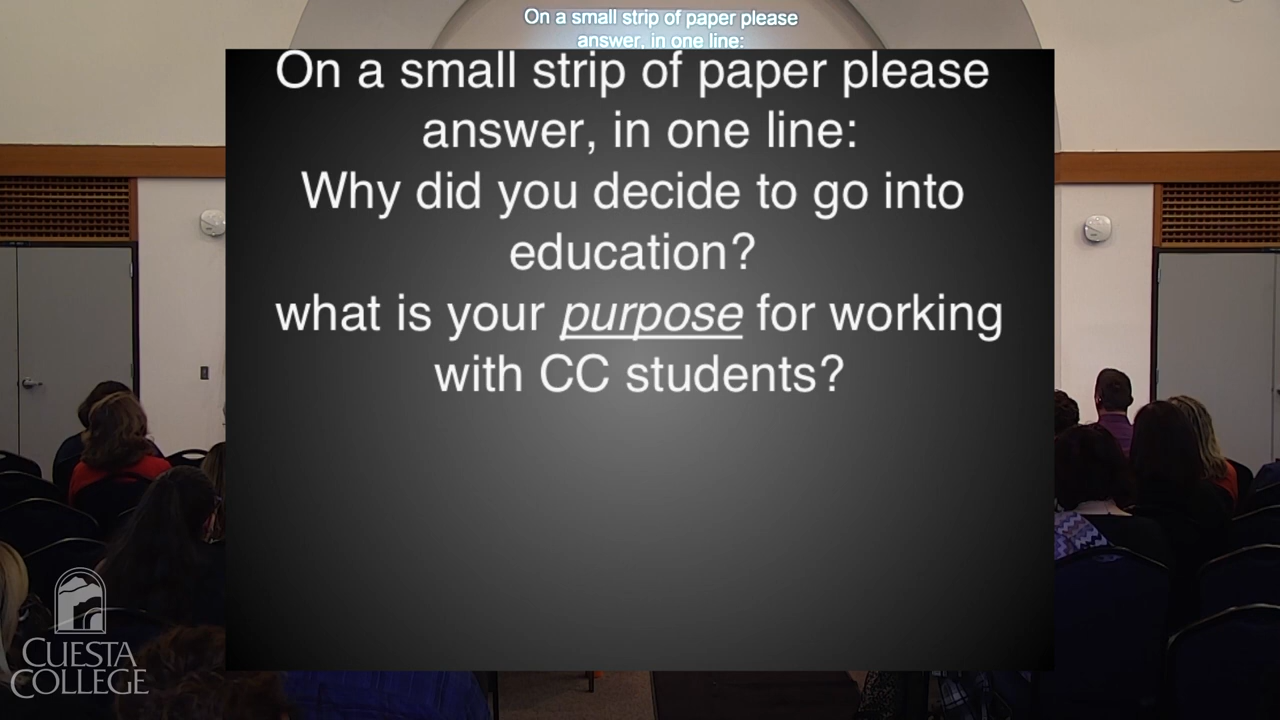 On a small strip of paper please
answer, in one line:
On a small strip of paper please
answer, in one line:
Why did you decide to go into
education?
what is your purpose for working
with CC students?
CUESTA
COLLEGE